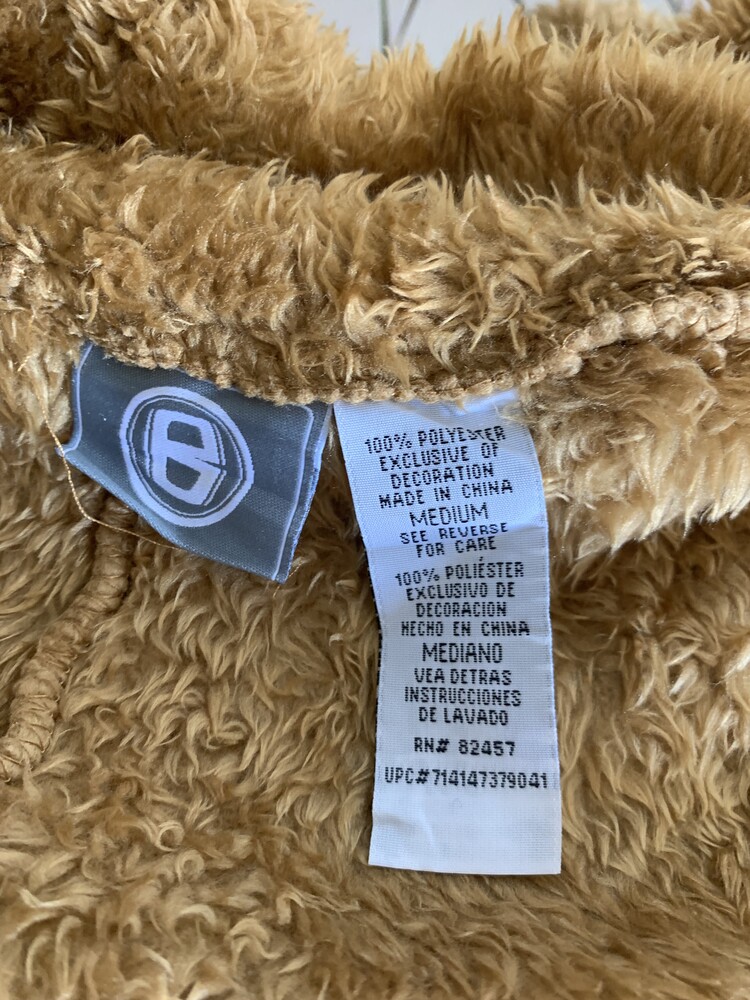 100% POLYESTER
EXCLUSIVE OF
DECORATION
MADE IN CHINA
MEDIUM
SEE REVERSE
FOR CARE
100% POLIÉSTER
EXCLUSIVO DE
DECORACION
HECHO EN CHINA
MEDIANO
VEA DETRAS
INSTRUCCIONES
DE LAVADO
RN# 82457
UPC#714147379041